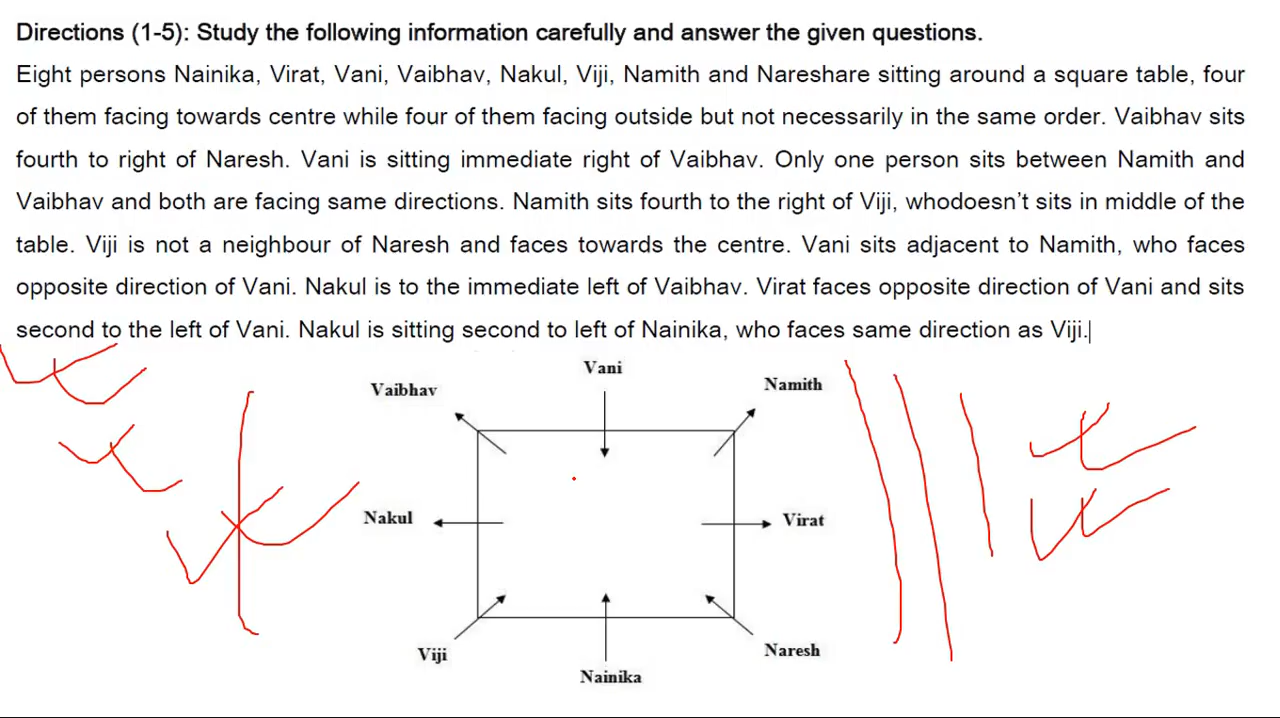 Directions (1-5): Study the following information carefully and answer the given questions.
Eight persons Nainika, Virat, Vani, Vaibhav, Nakul, Viji, Namith and Nareshare sitting around a square table, four
of them facing towards centre while four of them facing outside but not necessarily in the same order. Vaibhav sits
fourth to right of Naresh. Vani is sitting immediate right of Vaibhav. Only one person sits between Namith and
Vaibhav and both are facing same directions. Namith sits fourth to the right of Viji, whodoesn't sits in middle of the
table. Viji is not a neighbour of Naresh and faces towards the centre. Vani sits adjacent to Namith, who faces
opposite direction of Vani. Nakul is to the immediate left of Vaibhav. Virat faces opposite direction of Vani and sits
second to the left of Vani. Nakul is sitting second to left of Nainika, who faces same direction as Viji.
Vani
Vaibhav
Namith
Nakul
Virat
Viji
Naresh
Nainika